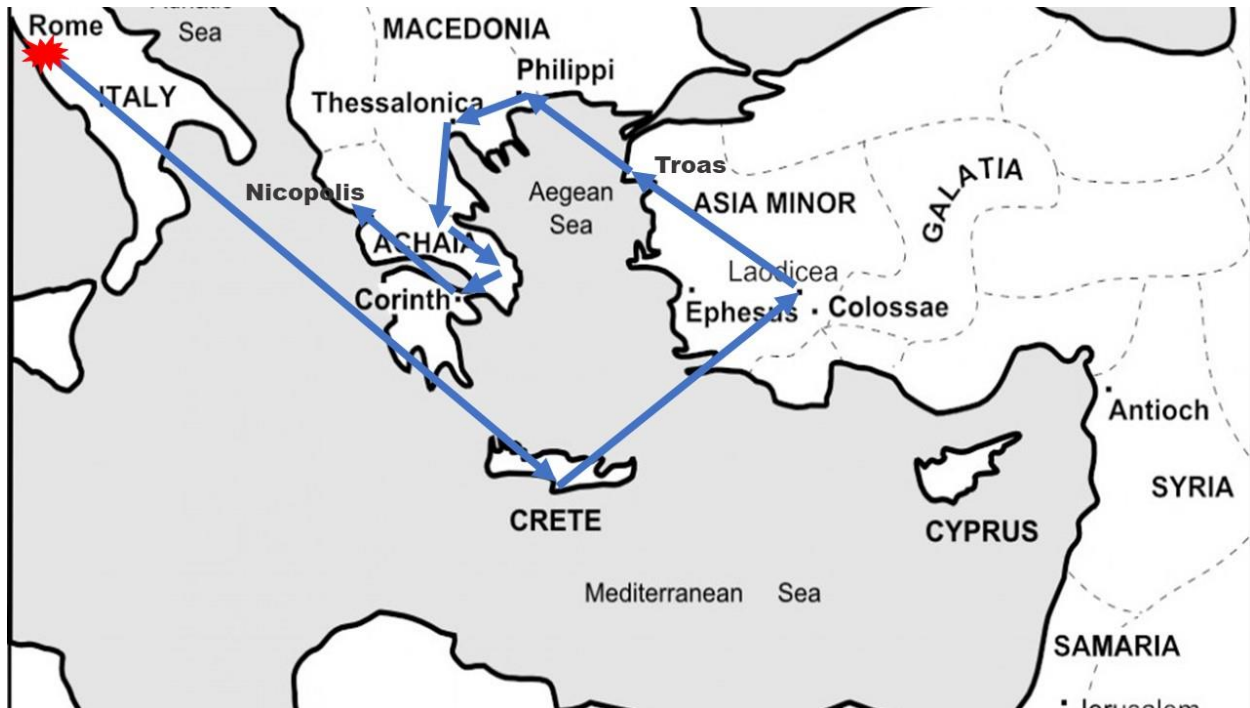 Rome
Sea
MACEDONIA
Philippi
ITALY
Thessalonica
Troas
Nicopolis
Aegean
Sea
ASIA MINOR
GALATIA
ACHAIA
Laodicea
Corinth
Ephesus
Colossae
Antioch
SYRIA
CRETE
CYPRUS
Mediterranean Sea
SAMARIA